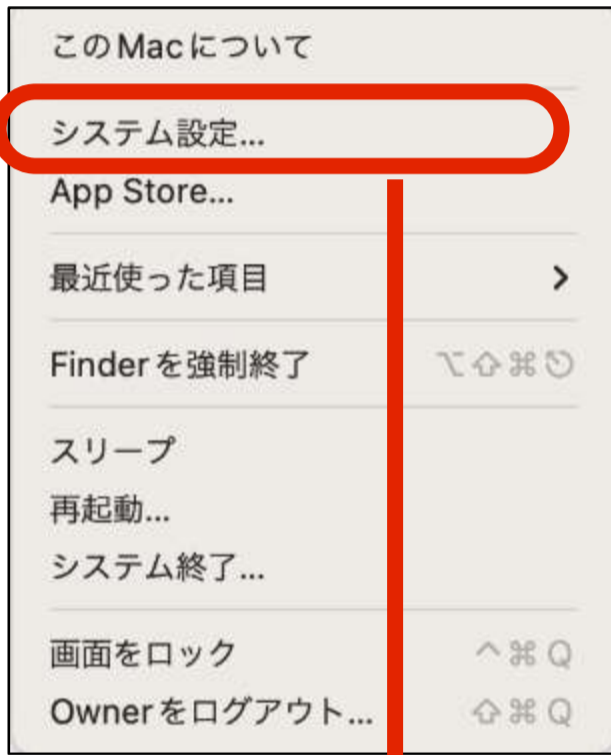 このMacについて
システム設定...
App Store...
最近使った項目 >
Finderを強制終了 ⌥⇧⌘⎋
スリープ
再起動...
システム終了...
画面をロック ^⌘Q
Ownerをログアウト... ⇧⌘Q